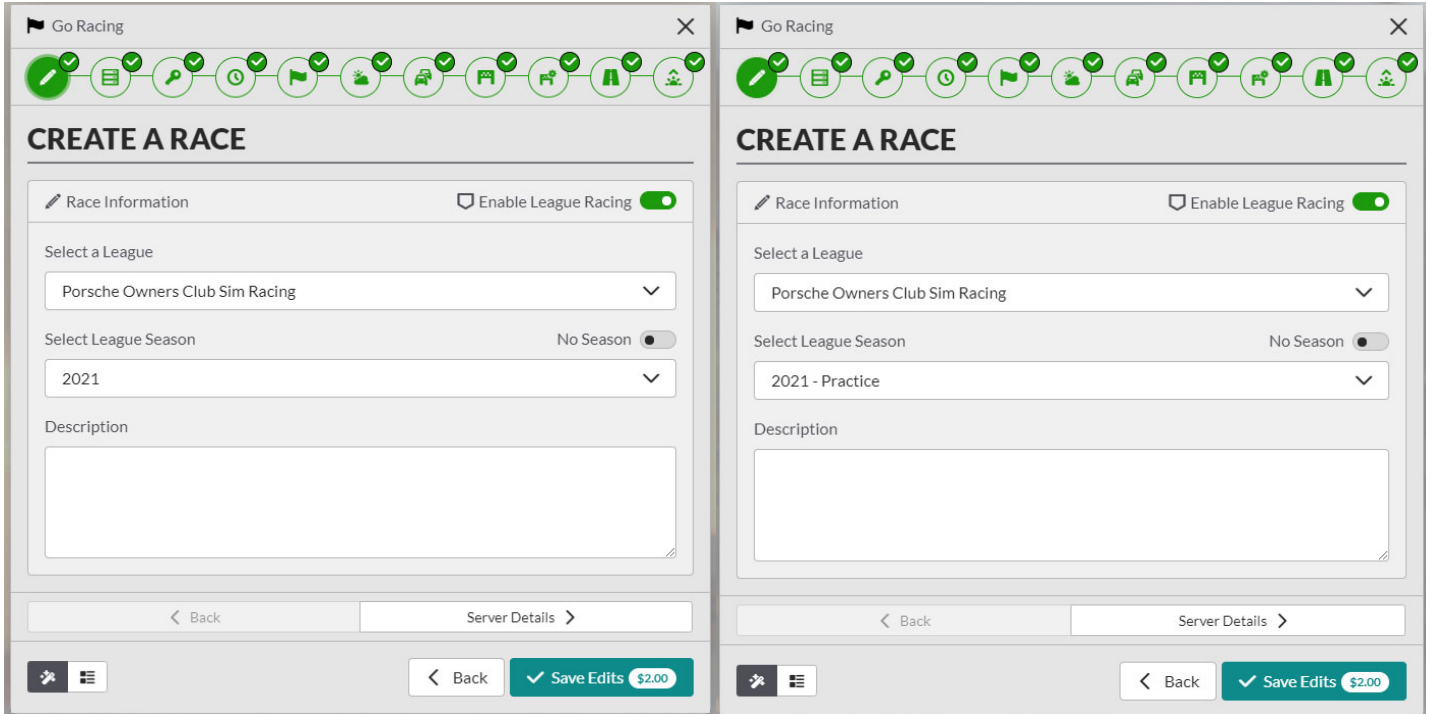 Go Racing
CREATE A RACE
Race Information
Enable League Racing
Select a League
Porsche Owners Club Sim Racing
Select League Season
No Season
2021
Description
Back
Server Details
Back
Save Edits $2.00
Go Racing
CREATE A RACE
Race Information
Enable League Racing
Select a League
Porsche Owners Club Sim Racing
Select League Season
No Season
2021 - Practice
Description
Back
Server Details
Back
Save Edits $2.00